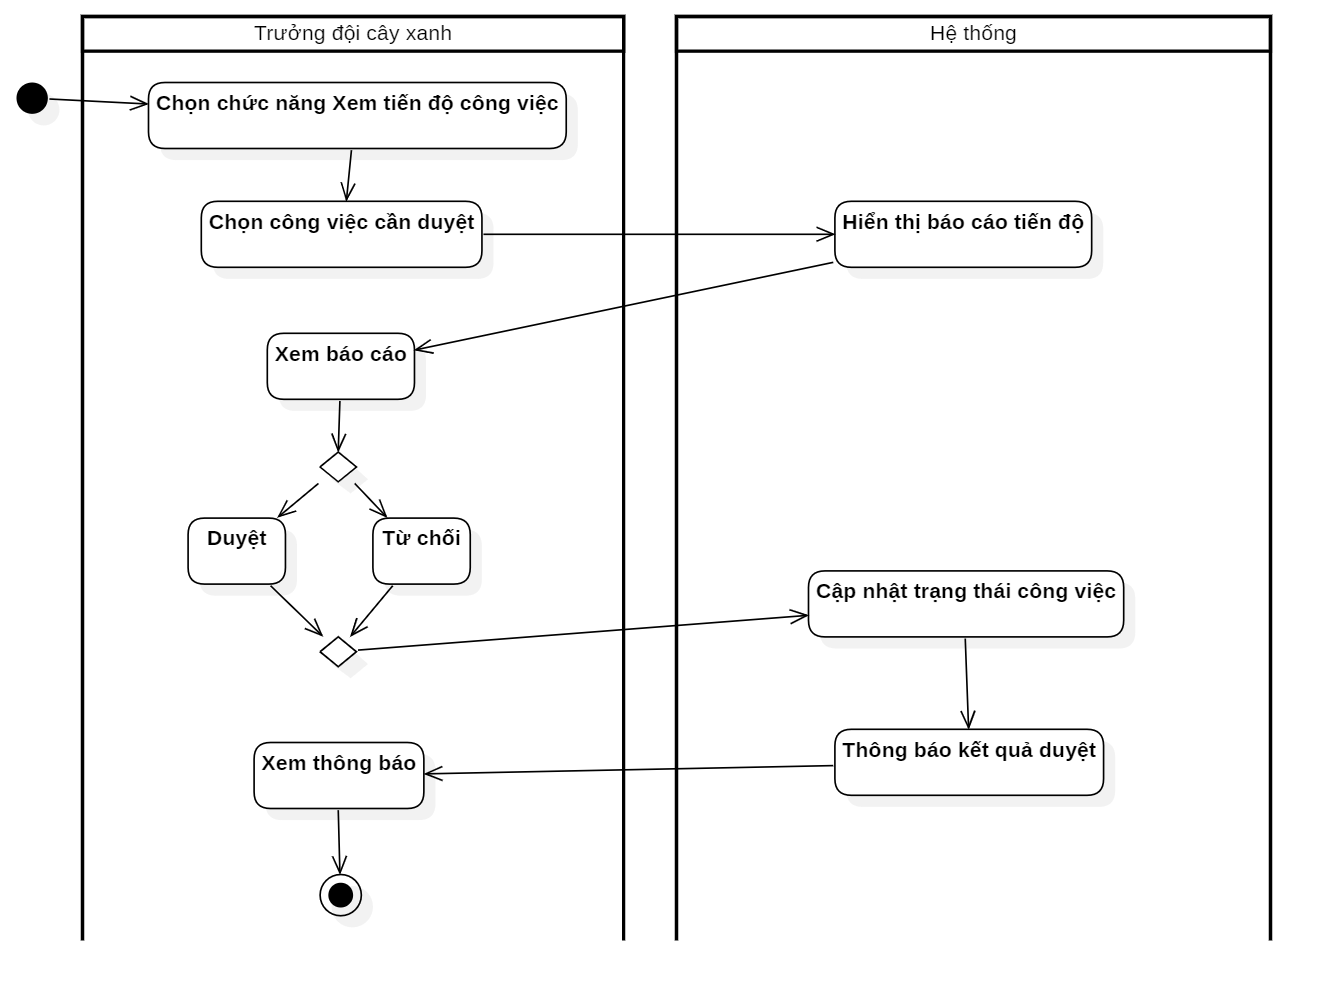 Trưởng đội cây xanh
Hệ thống
Chọn chức năng Xem tiến độ công việc
Chọn công việc cần duyệt
Hiển thị báo cáo tiến độ
Xem báo cáo
Duyệt
Từ chối
Cập nhật trạng thái công việc
Thông báo kết quả duyệt
Xem thông báo